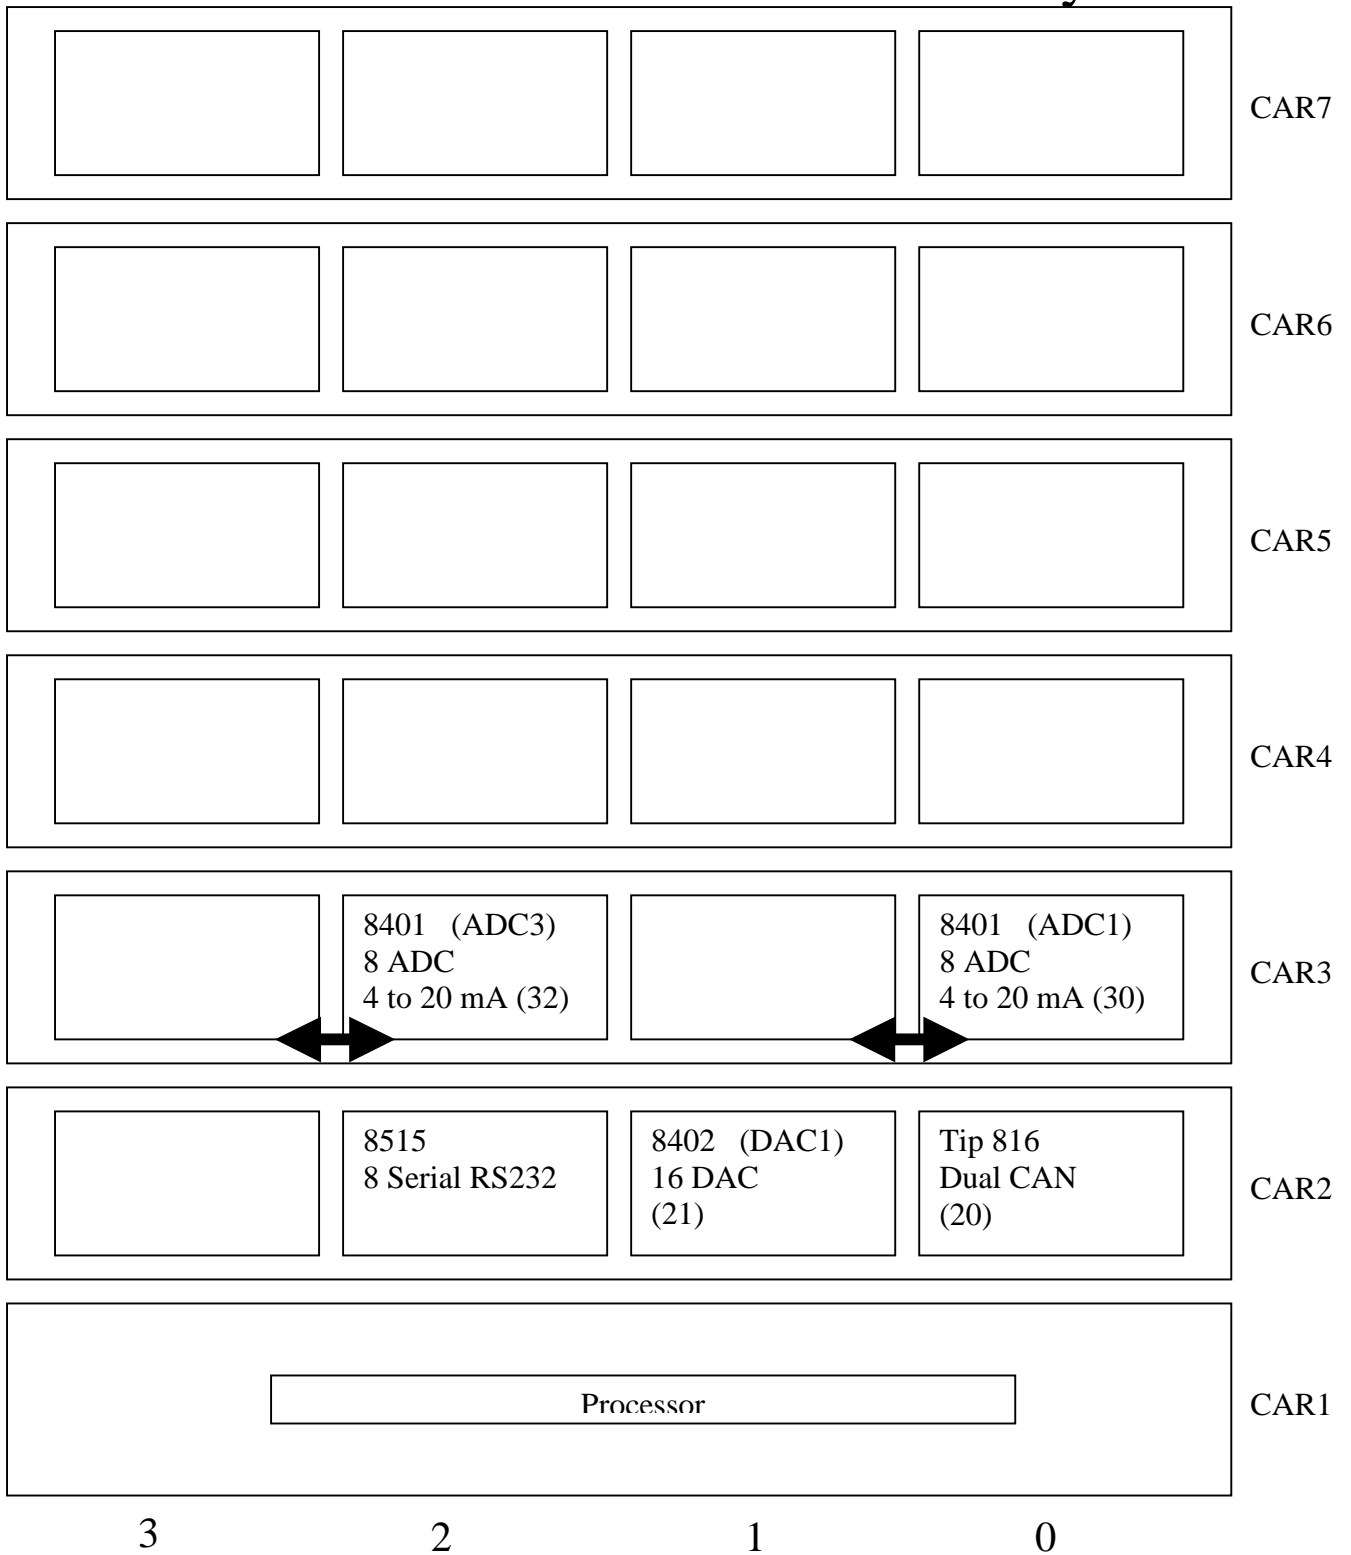 CAR7
CAR6
CAR5
CAR4
8401 (ADC3)
8 ADC
4 to 20 mA (32)
8401 (ADC1)
8 ADC
4 to 20 mA (30)
CAR3
8515
8 Serial RS232
8402 (DAC1)
16 DAC
(21)
Tip 816
Dual CAN
(20)
CAR2
Processor
CAR1
3 2 1 0